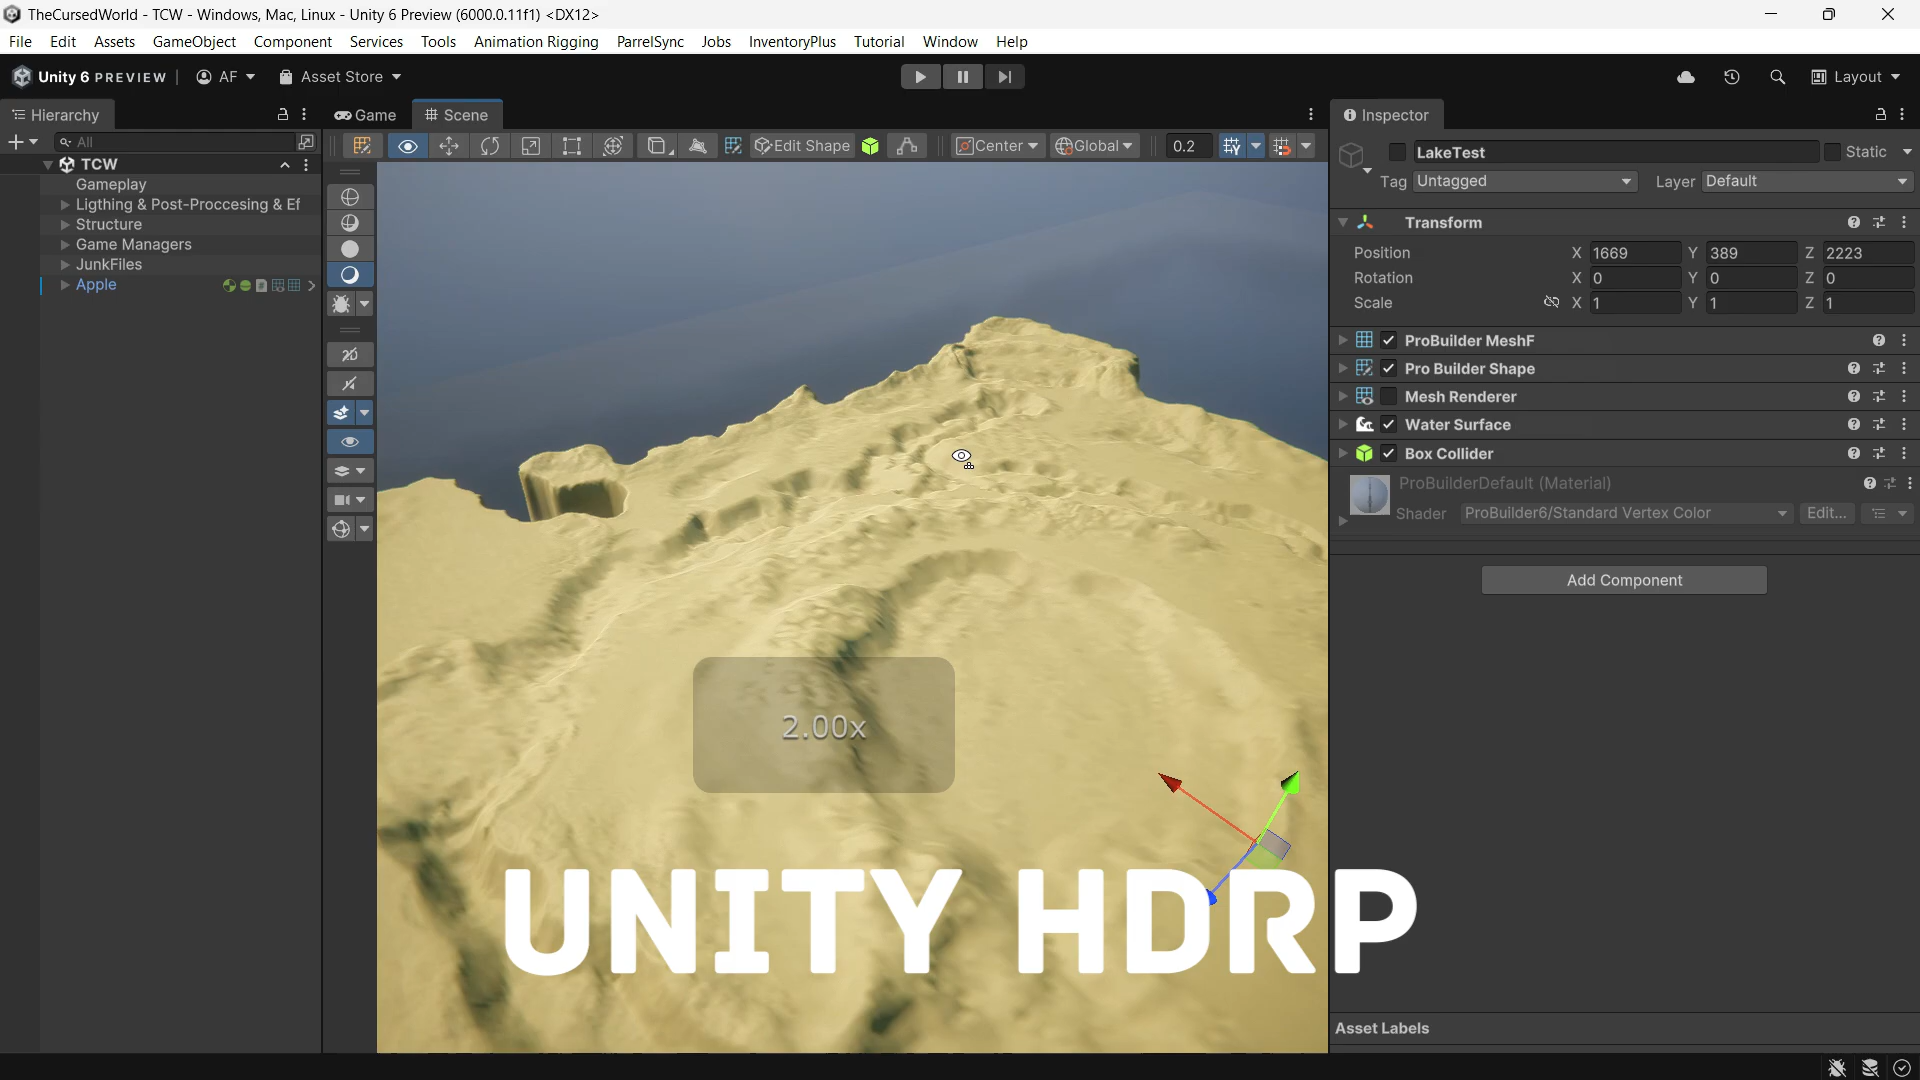 TheCursedWorld - TCW - Windows, Mac, Linux - Unity 6 Preview (6000.0.11f1) <DX12>
File Edit Assets GameObject Component Services Tools Animation Rigging ParrelSync Jobs InventoryPlus Tutorial Window Help
Unity 6 PREVIEW AF Asset Store Layout
Hierarchy Game Scene Inspector
All Edit Shape Center Global 0.2
TCW
Gameplay
Ligthing & Post-Proccesing & Ef
Structure
Game Managers
JunkFiles
Apple
LakeTest Static
Tag Untagged Layer Default
Transform
Position X 1669 Y 389 Z 2223
Rotation X 0 Y 0 Z 0
Scale X 1 Y 1 Z 1
ProBuilder MeshF
Pro Builder Shape
Mesh Renderer
Water Surface
Box Collider
ProBuilderDefault (Material)
Shader ProBuilder6/Standard Vertex Color Edit...
Add Component
2.00x
UNITY HDRP
Asset Labels